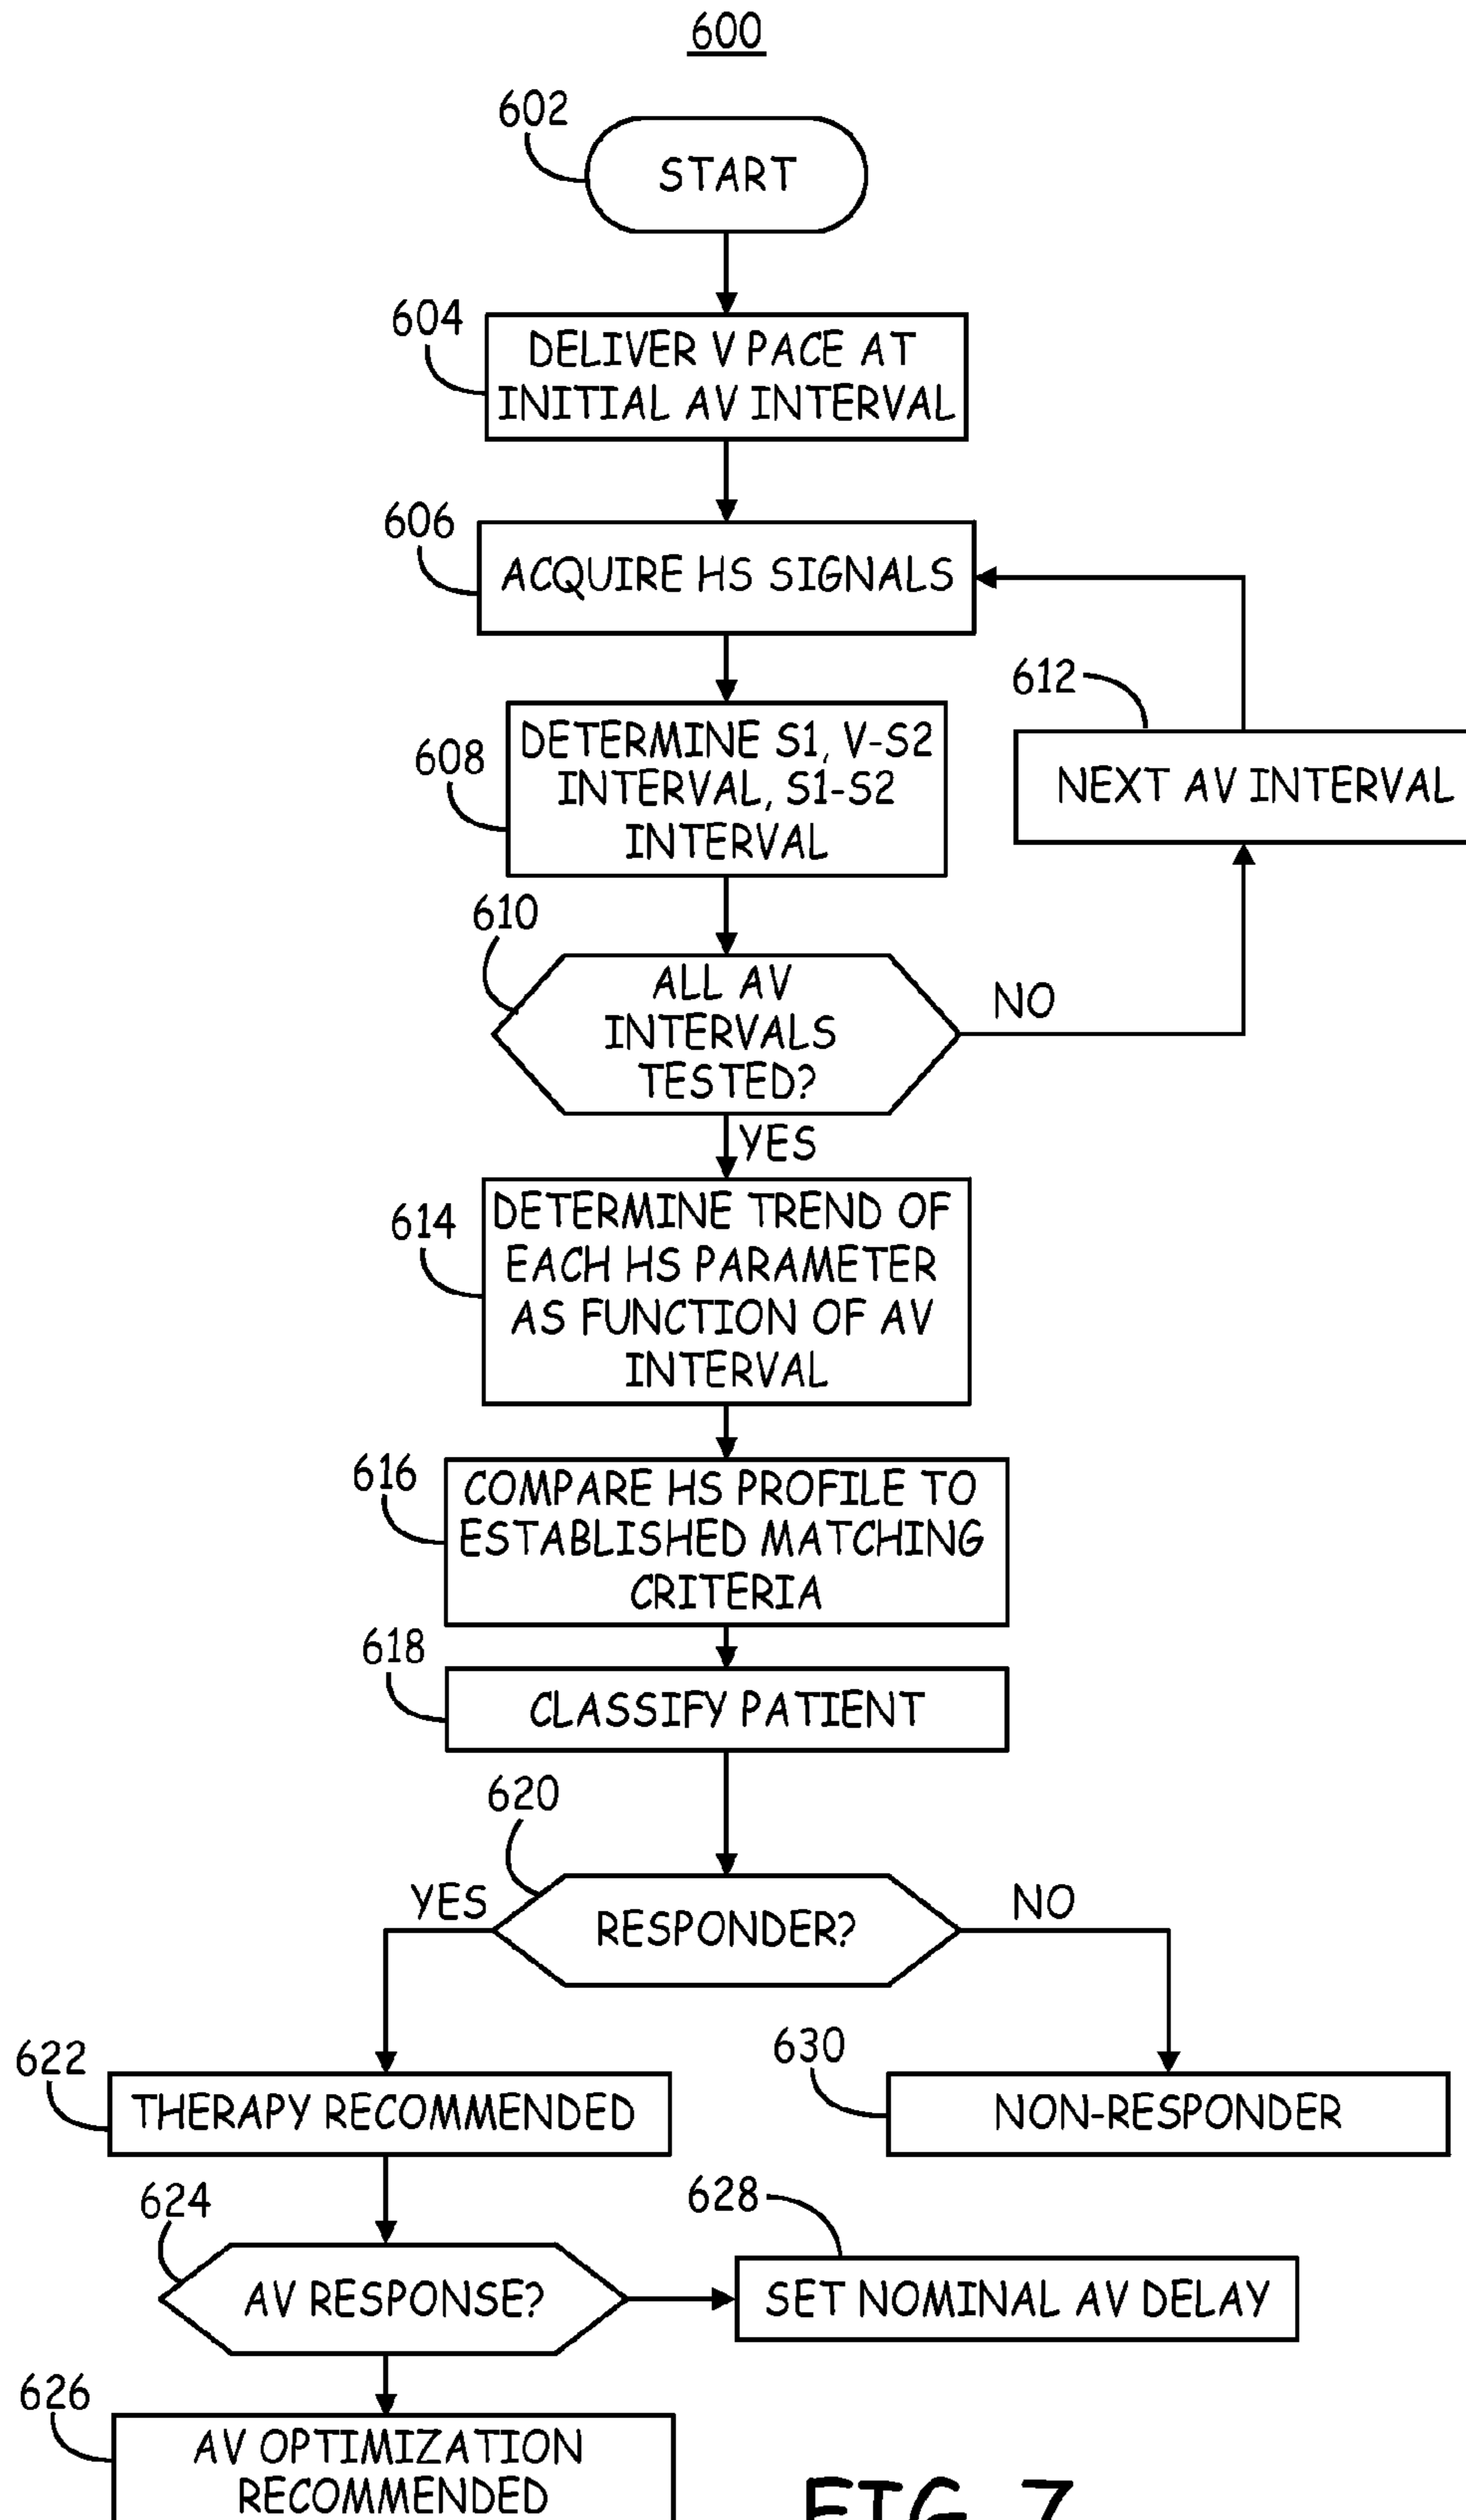 600
602
START
604
DELIVER V PACE AT
INITIAL AV INTERVAL
606
ACQUIRE HS SIGNALS
612
NEXT AV INTERVAL
608
DETERMINE S1, V-S2
INTERVAL, S1-S2
INTERVAL
610
ALL AV
INTERVALS
TESTED?
NO
YES
614
DETERMINE TREND OF
EACH HS PARAMETER
AS FUNCTION OF AV
INTERVAL
616
COMPARE HS PROFILE TO
ESTABLISHED MATCHING
CRITERIA
618
CLASSIFY PATIENT
620
YES
RESPONDER?
NO
622
THERAPY RECOMMENDED
630
NON-RESPONDER
624
AV RESPONSE?
628
SET NOMINAL AV DELAY
626
AV OPTIMIZATION
RECOMMENDED
FIG. 7